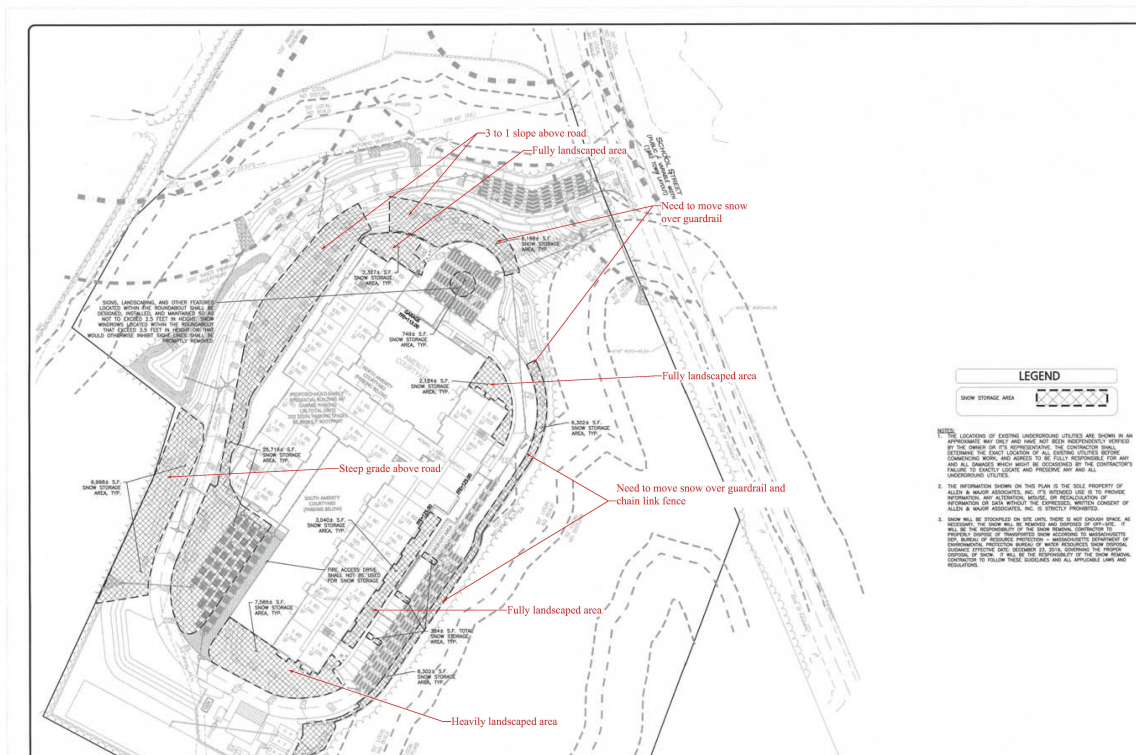 3 to 1 slope above road
Fully landscaped area
Need to move snow
over guardrail
SCHOOL STREET
6,188± S.F.
SNOW STORAGE
AREA, TYP.
2,327± S.F.
SNOW STORAGE
AREA, TYP.
SIGNS, LANDSCAPING, AND OTHER FEATURES
LOCATED WITHIN THE ROUNDABOUT SHALL BE
DESIGNED, INSTALLED, AND MAINTAINED SO AS
NOT TO EXCEED 2.5 FEET IN HEIGHT. SNOW
WINDROWS LOCATED WITHIN THE ROUNDABOUT
THAT EXCEED 3.5 FEET IN HEIGHT OR THAT
WOULD OTHERWISE INHIBIT SIGHT LINES SHALL BE
PROMPTLY REMOVED.
GARAGE
749± S.F.
SNOW STORAGE
AREA, TYP.
2,124± S.F.
SNOW STORAGE
AREA, TYP.
Fully landscaped area
6,302± S.F.
SNOW STORAGE
AREA, TYP.
25,718± S.F.
SNOW STORAGE
AREA, TYP.
Steep grade above road
9,898± S.F.
SNOW STORAGE
AREA, TYP.
SOUTH AMENITY
COURTYARD
(PARKING BELOW)
Need to move snow over guardrail and
chain link fence
3,040± S.F.
SNOW STORAGE
AREA, TYP.
FIRE ACCESS DRIVE
SHALL NOT BE USED
FOR SNOW STORAGE
7,588± S.F.
SNOW STORAGE
AREA, TYP.
Fully landscaped area
384± S.F. TOTAL
SNOW STORAGE
AREA, TYP.
6,302± S.F.
SNOW STORAGE
AREA, TYP.
Heavily landscaped area
LEGEND
SNOW STORAGE AREA
NOTES:
1. THE LOCATIONS OF EXISTING UNDERGROUND UTILITIES ARE SHOWN IN AN
APPROXIMATE WAY ONLY AND HAVE NOT BEEN INDEPENDENTLY VERIFIED
BY THE OWNER OR IT'S REPRESENTATIVE. THE CONTRACTOR SHALL
DETERMINE THE EXACT LOCATION OF ALL EXISTING UTILITIES BEFORE
COMMENCING WORK, AND AGREES TO BE FULLY RESPONSIBLE FOR ANY
AND ALL DAMAGES WHICH MIGHT BE OCCASIONED BY THE CONTRACTOR'S
FAILURE TO EXACTLY LOCATE AND PRESERVE ANY AND ALL
UNDERGROUND UTILITIES.
2. THE INFORMATION SHOWN ON THIS PLAN IS THE SOLE PROPERTY OF
ALLEN & MAJOR ASSOCIATES, INC. IT'S INTENDED USE IS TO PROVIDE
INFORMATION. ANY ALTERATION, MISUSE, OR RECALCULATION OF
INFORMATION OR DATA WITHOUT THE EXPRESSED, WRITTEN CONSENT OF
ALLEN & MAJOR ASSOCIATES, INC. IS STRICTLY PROHIBITED.
3. SNOW WILL BE STOCKPILED ON SITE UNTIL THERE IS NOT ENOUGH SPACE. AS
NECESSARY, THE SNOW WILL BE REMOVED AND DISPOSED OF OFF-SITE. IT
WILL BE THE RESPONSIBILITY OF THE SNOW REMOVAL CONTRACTOR TO
PROPERLY DISPOSE OF TRANSPORTED SNOW ACCORDING TO MASSACHUSETTS
DEP, BUREAU OF RESOURCE PROTECTION – MASSACHUSETTS DEPARTMENT OF
ENVIRONMENTAL PROTECTION BUREAU OF WATER RESOURCES SNOW DISPOSAL
GUIDANCE EFFECTIVE DATE: DECEMBER 23, 2019, GOVERNING THE PROPER
DISPOSAL OF SNOW. IT WILL BE THE RESPONSIBILITY OF THE SNOW REMOVAL
CONTRACTOR TO FOLLOW THESE GUIDELINES AND ALL APPLICABLE LAWS AND
REGULATIONS.